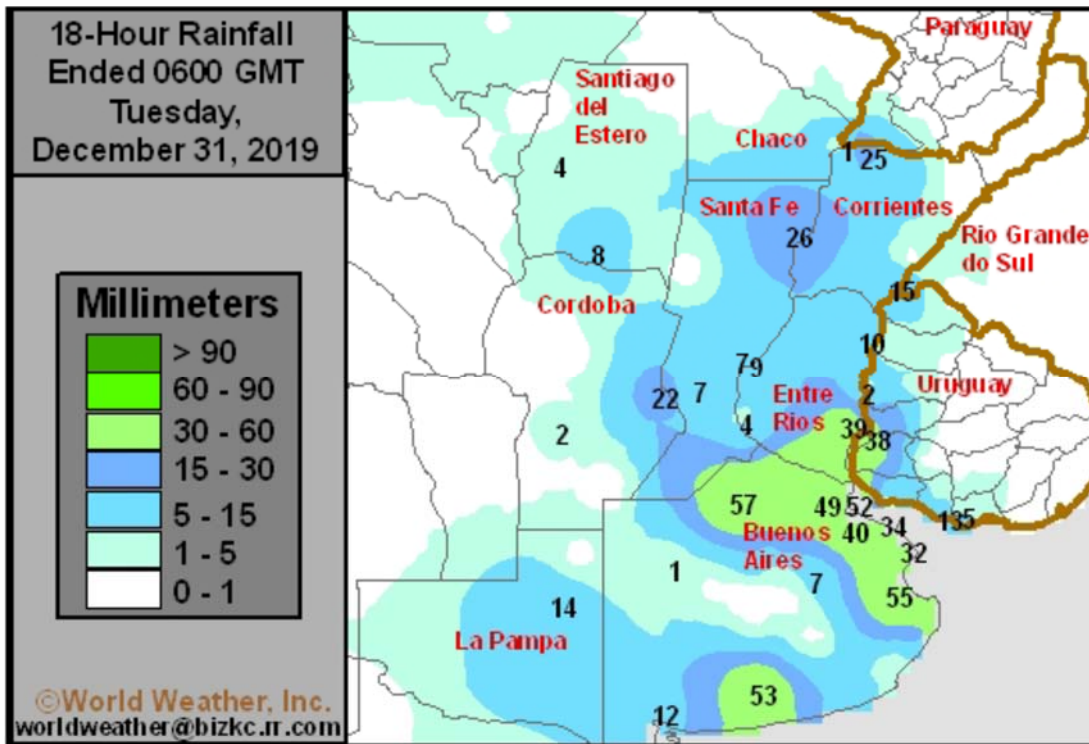 18-Hour Rainfall
Ended 0600 GMT
Tuesday,
December 31, 2019
Millimeters
> 90
60 - 90
30 - 60
15 - 30
5 - 15
1 - 5
0 - 1
©World Weather, Inc.
worldweather@bizkc.rr.com
Paraguay
Santiago
del
Estero
Chaco
4
1
25
Santa Fe
Corrientes
26
Rio Grande
do Sul
8
Cordoba
15
10
7
9
22
7
Entre
Rios
2
Uruguay
4
39
38
2
57
49
52
135
Buenos
Aires
40
34
32
1
7
55
14
La Pampa
53
12